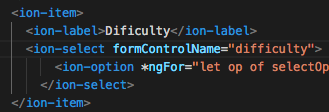 <ion-item>
<ion-label>Dificulty</ion-label>
<ion-select formControlName="difficulty">
<ion-option *ngFor="let op of selectOp
</ion-select>
</ion-item>